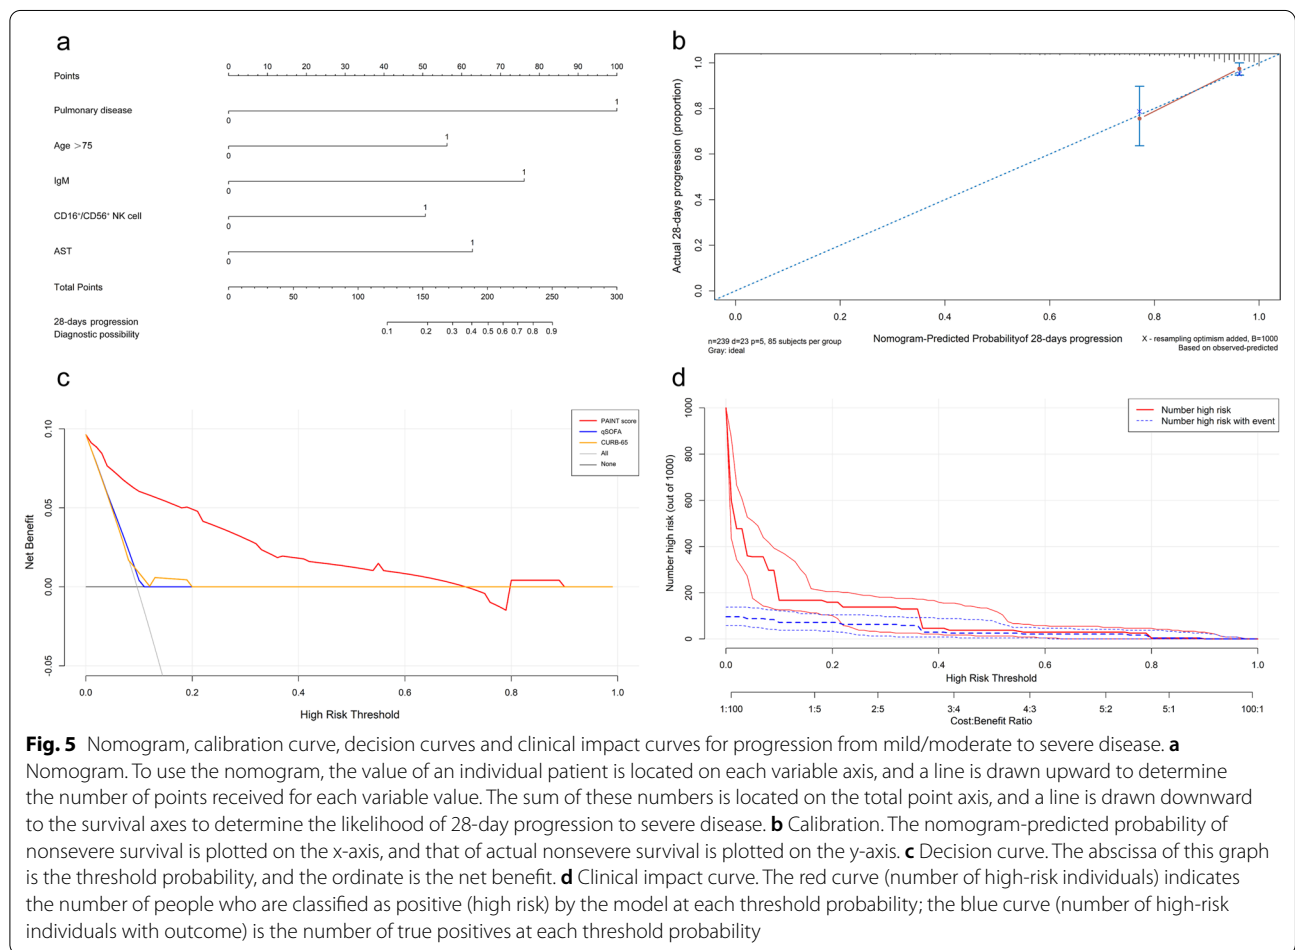 a
Points
0 10 20 30 40 50 60 70 80 90 100
Pulmonary disease
0 1
Age >75
0 1
IgM
0 1
CD16⁺/CD56⁺ NK cell
0 1
AST
0 1
Total Points
0 50 100 150 200 250 300
28-days progression
Diagnostic possibility
0.1 0.2 0.3 0.4 0.5 0.6 0.7 0.8 0.9
b
Actual 28-days progression (proportion)
1.0
0.8
0.6
0.4
0.2
0.0
0.0 0.2 0.4 0.6 0.8 1.0
n=239 d=23 p=5, 85 subjects per group
Gray: ideal
Nomogram-Predicted Probabilityof 28-days progression
X - resampling optimism added, B=1000
Based on observed-predicted
c
Net Benefit
0.10
0.05
0.00
-0.05
PAINT score
qSOFA
CURB-65
All
None
0.0 0.2 0.4 0.6 0.8 1.0
High Risk Threshold
d
Number high risk (out of 1000)
1000
800
600
400
200
0
Number high risk
Number high risk with event
0.0 0.2 0.4 0.6 0.8 1.0
High Risk Threshold
1:100 1:5 2:5 3:4 4:3 5:2 5:1 100:1
Cost:Benefit Ratio
Fig. 5 Nomogram, calibration curve, decision curves and clinical impact curves for progression from mild/moderate to severe disease. a
Nomogram. To use the nomogram, the value of an individual patient is located on each variable axis, and a line is drawn upward to determine
the number of points received for each variable value. The sum of these numbers is located on the total point axis, and a line is drawn downward
to the survival axes to determine the likelihood of 28-day progression to severe disease. b Calibration. The nomogram-predicted probability of
nonsevere survival is plotted on the x-axis, and that of actual nonsevere survival is plotted on the y-axis. c Decision curve. The abscissa of this graph
is the threshold probability, and the ordinate is the net benefit. d Clinical impact curve. The red curve (number of high-risk individuals) indicates
the number of people who are classified as positive (high risk) by the model at each threshold probability; the blue curve (number of high-risk
individuals with outcome) is the number of true positives at each threshold probability